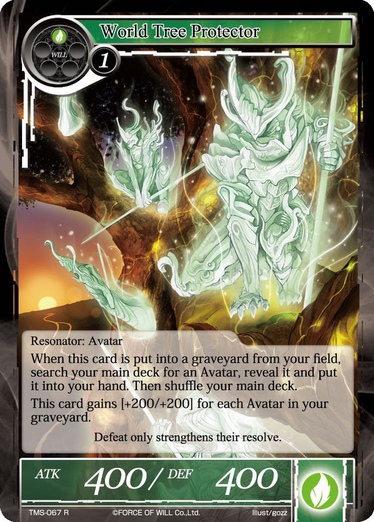 World Tree Protector
WILL
1
Resonator: Avatar
When this card is put into a graveyard from your field,
search your main deck for an Avatar, reveal it and put
it into your hand. Then shuffle your main deck.
This card gains [+200/+200] for each Avatar in your
graveyard.
Defeat only strengthens their resolve.
ATK 400 / DEF 400
TMS-067 R ©FORCE OF WILL Co.,Ltd. Illust/gozz